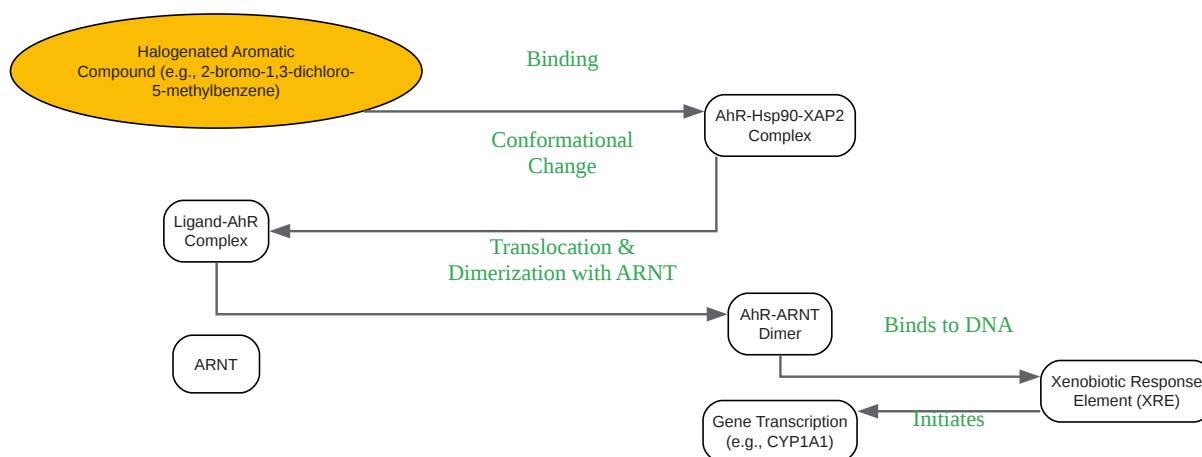 Halogenated Aromatic
Compound (e.g., 2-bromo-1,3-dichloro-
5-methylbenzene)
Binding
AhR-Hsp90-XAP2
Complex
Conformational
Change
Ligand-AhR
Complex
Translocation &
Dimerization with ARNT
AhR-ARNT
Dimer
Binds to DNA
ARNT
Xenobiotic Response
Element (XRE)
Gene Transcription
(e.g., CYP1A1)
Initiates